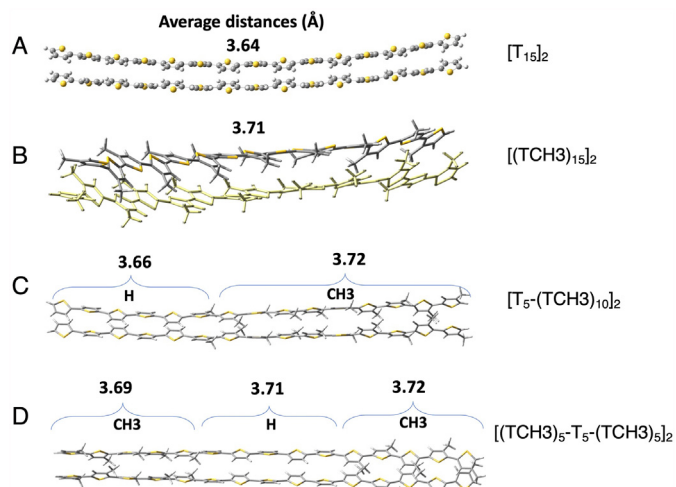 Average distances (Å)
A
3.64
[T₁₅]₂
B
3.71
[(TCH3)₁₅]₂
C
3.66
3.72
H
CH3
[T₅-(TCH3)₁₀]₂
D
3.69
3.71
3.72
CH3
H
CH3
[(TCH3)₅-T₅-(TCH3)₅]₂